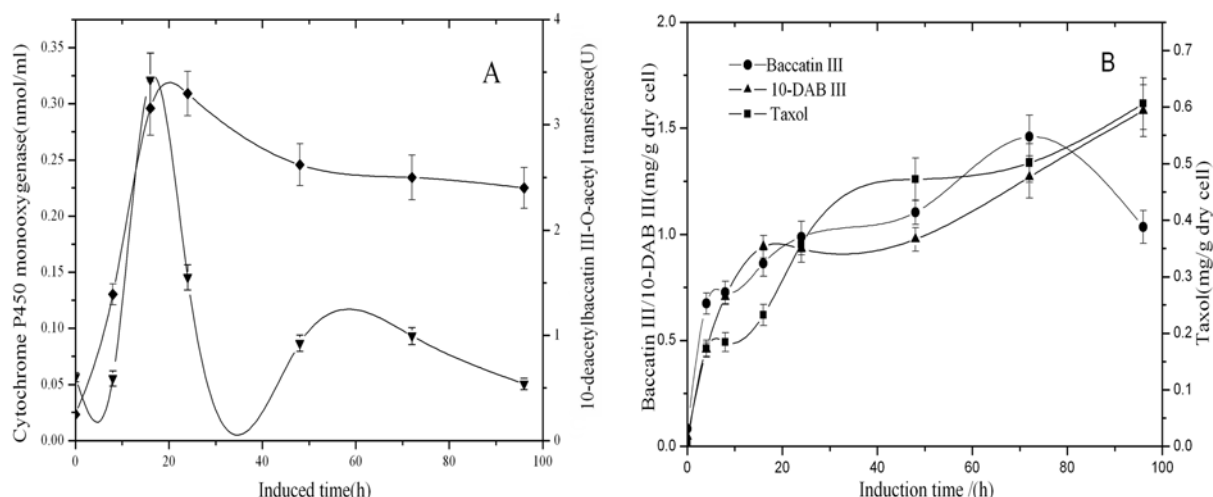 Cytochrome P450 monooxygenase(nmol/ml)
0.35
0.30
0.25
0.20
0.15
0.10
0.05
0.00
A
4
3
2
1
0
10-deacetylbaccatin III-O-acetyl transferase(U)
0 20 40 60 80 100
Induced time(h)
Baccatin III/10-DAB III(mg/g dry cell)
2.0
1.5
1.0
0.5
0.0
Baccatin III
10-DAB III
Taxol
B
0.7
0.6
0.5
0.4
0.3
0.2
0.1
0.0
Taxol(mg/g dry cell)
0 20 40 60 80 100
Induction time /(h)